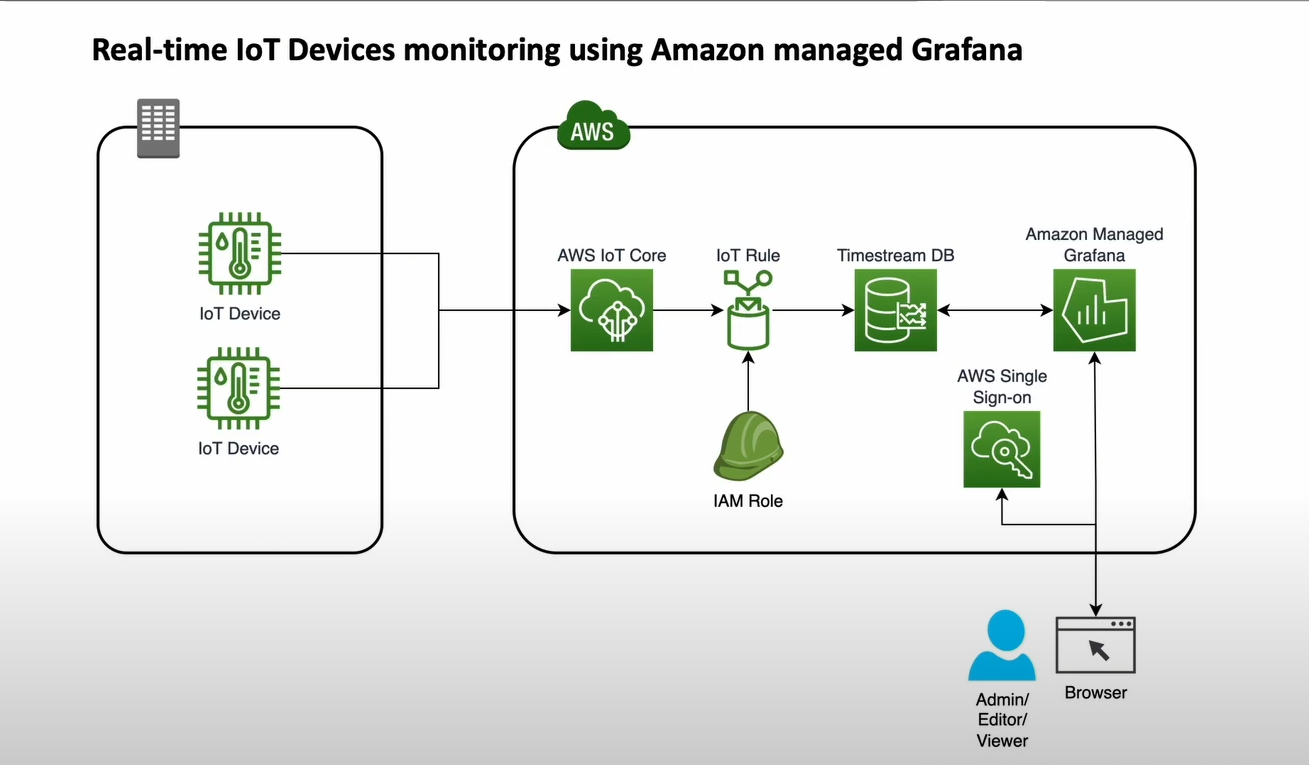 Real-time IoT Devices monitoring using Amazon managed Grafana
AWS
IoT Device
IoT Device
AWS IoT Core
IoT Rule
Timestream DB
Amazon Managed
Grafana
AWS Single
Sign-on
IAM Role
Admin/
Editor/
Viewer
Browser